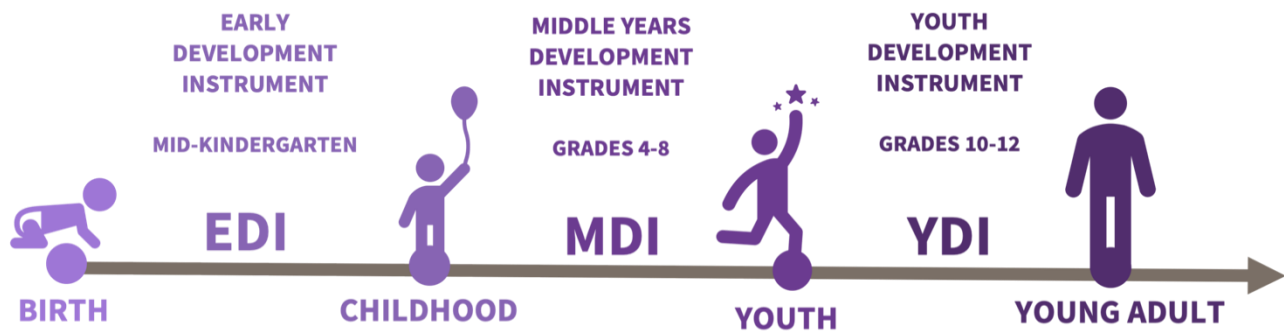 EARLY
DEVELOPMENT
INSTRUMENT
MID-KINDERGARTEN
EDI
MIDDLE YEARS
DEVELOPMENT
INSTRUMENT
GRADES 4-8
MDI
YOUTH
DEVELOPMENT
INSTRUMENT
GRADES 10-12
YDI
BIRTH
CHILDHOOD
YOUTH
YOUNG ADULT